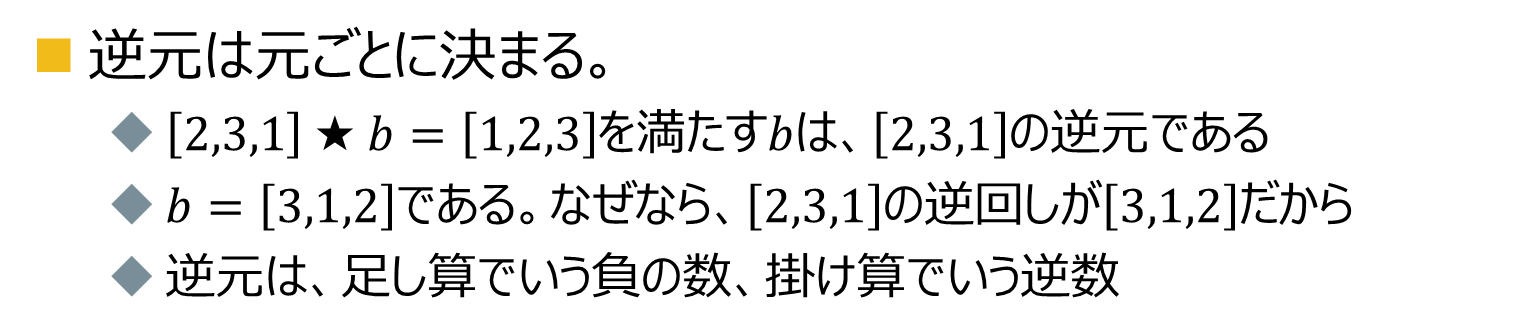 逆元は元ごとに決まる。
[2,3,1] ★ b = [1,2,3]を満たすbは、[2,3,1]の逆元である
b = [3,1,2]である。なぜなら、[2,3,1]の逆回しが[3,1,2]だから
逆元は、足し算でいう負の数、掛け算でいう逆数